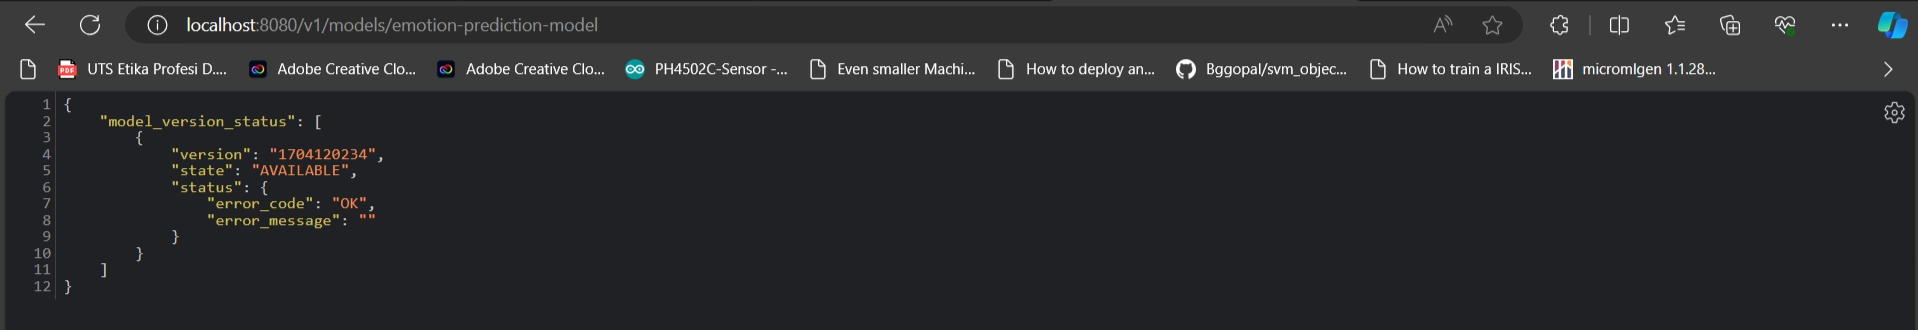 localhost:8080/v1/models/emotion-prediction-model
UTS Etika Profesi D.... Adobe Creative Clo... Adobe Creative Clo... PH4502C-Sensor -... Even smaller Machi... How to deploy an... Bggopal/svm_objec... How to train a IRIS... micromlgen 1.1.28...
1 {
2 "model_version_status": [
3 {
4 "version": "1704120234",
5 "state": "AVAILABLE",
6 "status": {
7 "error_code": "OK",
8 "error_message": ""
9 }
10 }
11 ]
12 }